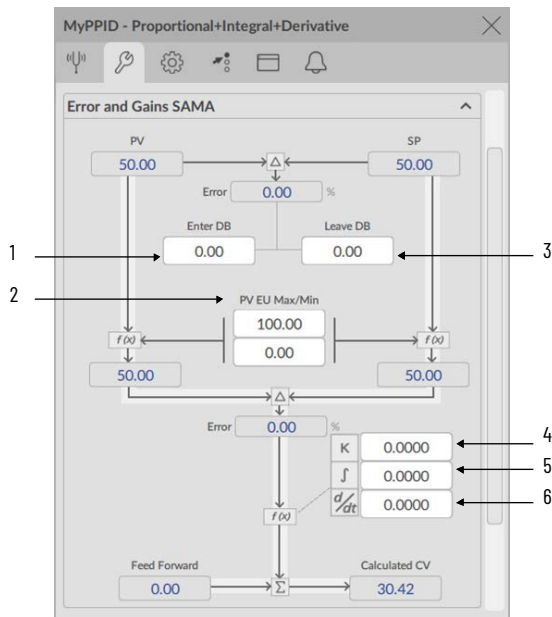 MyPPID - Proportional+Integral+Derivative
Error and Gains SAMA
PV SP
50.00 Δ 50.00
Error 0.00 %
Enter DB Leave DB
1 0.00 0.00 3
2 PV EU Max/Min
100.00
f(x) 0.00 f(x)
50.00 50.00
Δ
Error 0.00 %
K 0.0000 4
∫ 0.0000 5
d/dt 0.0000 6
f(x)
Feed Forward Calculated CV
0.00 Σ 30.42